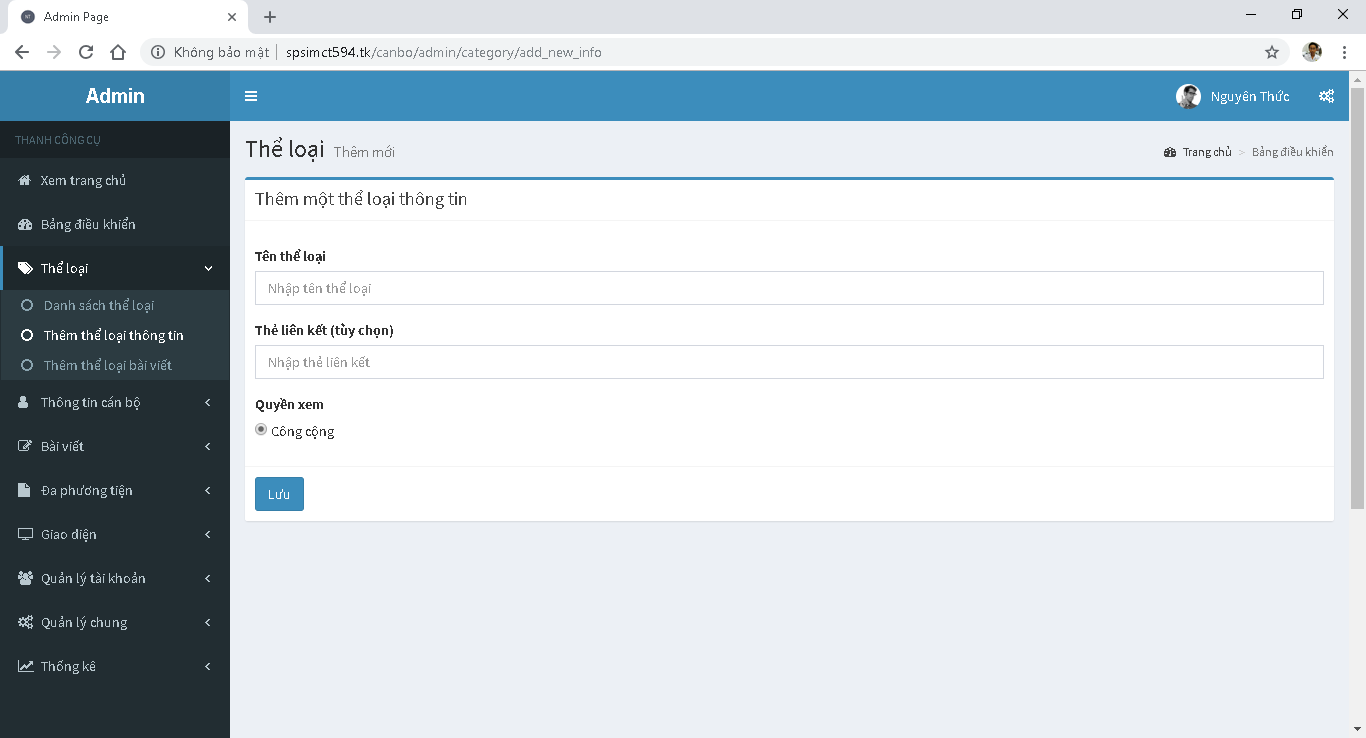 Admin Page
Không bảo mật
spsimct594.tk/canbo/admin/category/add_new_info
Admin
Nguyên Thức
THANH CÔNG CỤ
Xem trang chủ
Bảng điều khiển
Thể loại
Danh sách thể loại
Thêm thể loại thông tin
Thêm thể loại bài viết
Thông tin cán bộ
Bài viết
Đa phương tiện
Giao diện
Quản lý tài khoản
Quản lý chung
Thống kê
Thể loại Thêm mới
Trang chủ > Bảng điều khiển
Thêm một thể loại thông tin
Tên thể loại
Nhập tên thể loại
Thẻ liên kết (tùy chọn)
Nhập thẻ liên kết
Quyền xem
Công cộng
Lưu